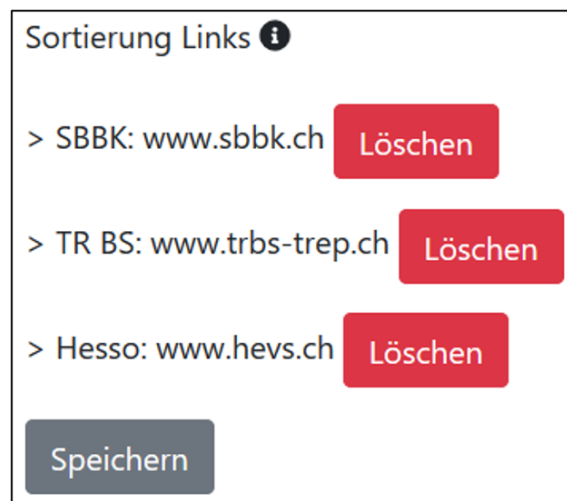 Sortierung Links
> SBBK: www.sbbk.ch Löschen
> TR BS: www.trbs-trep.ch Löschen
> Hesso: www.hevs.ch Löschen
Speichern